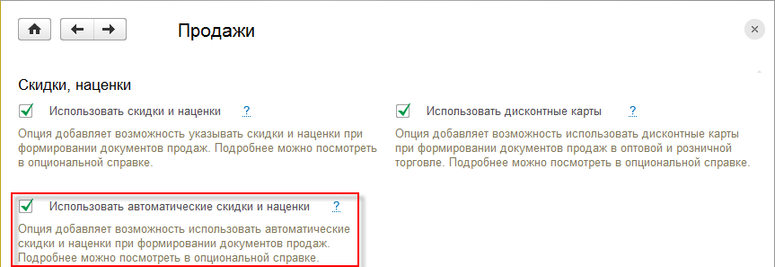 Продажи
Скидки, наценки
Использовать скидки и наценки ?
Опция добавляет возможность указывать скидки и наценки при
формировании документов продаж. Подробнее можно посмотреть
в опциональной справке.
Использовать дисконтные карты ?
Опция добавляет возможность использовать дисконтные карты
при формировании документов продаж в оптовой и розничной
торговле. Подробнее можно посмотреть в опциональной справке.
Использовать автоматические скидки и наценки ?
Опция добавляет возможность использовать автоматические
скидки и наценки при формировании документов продаж.
Подробнее можно посмотреть в опциональной справке.